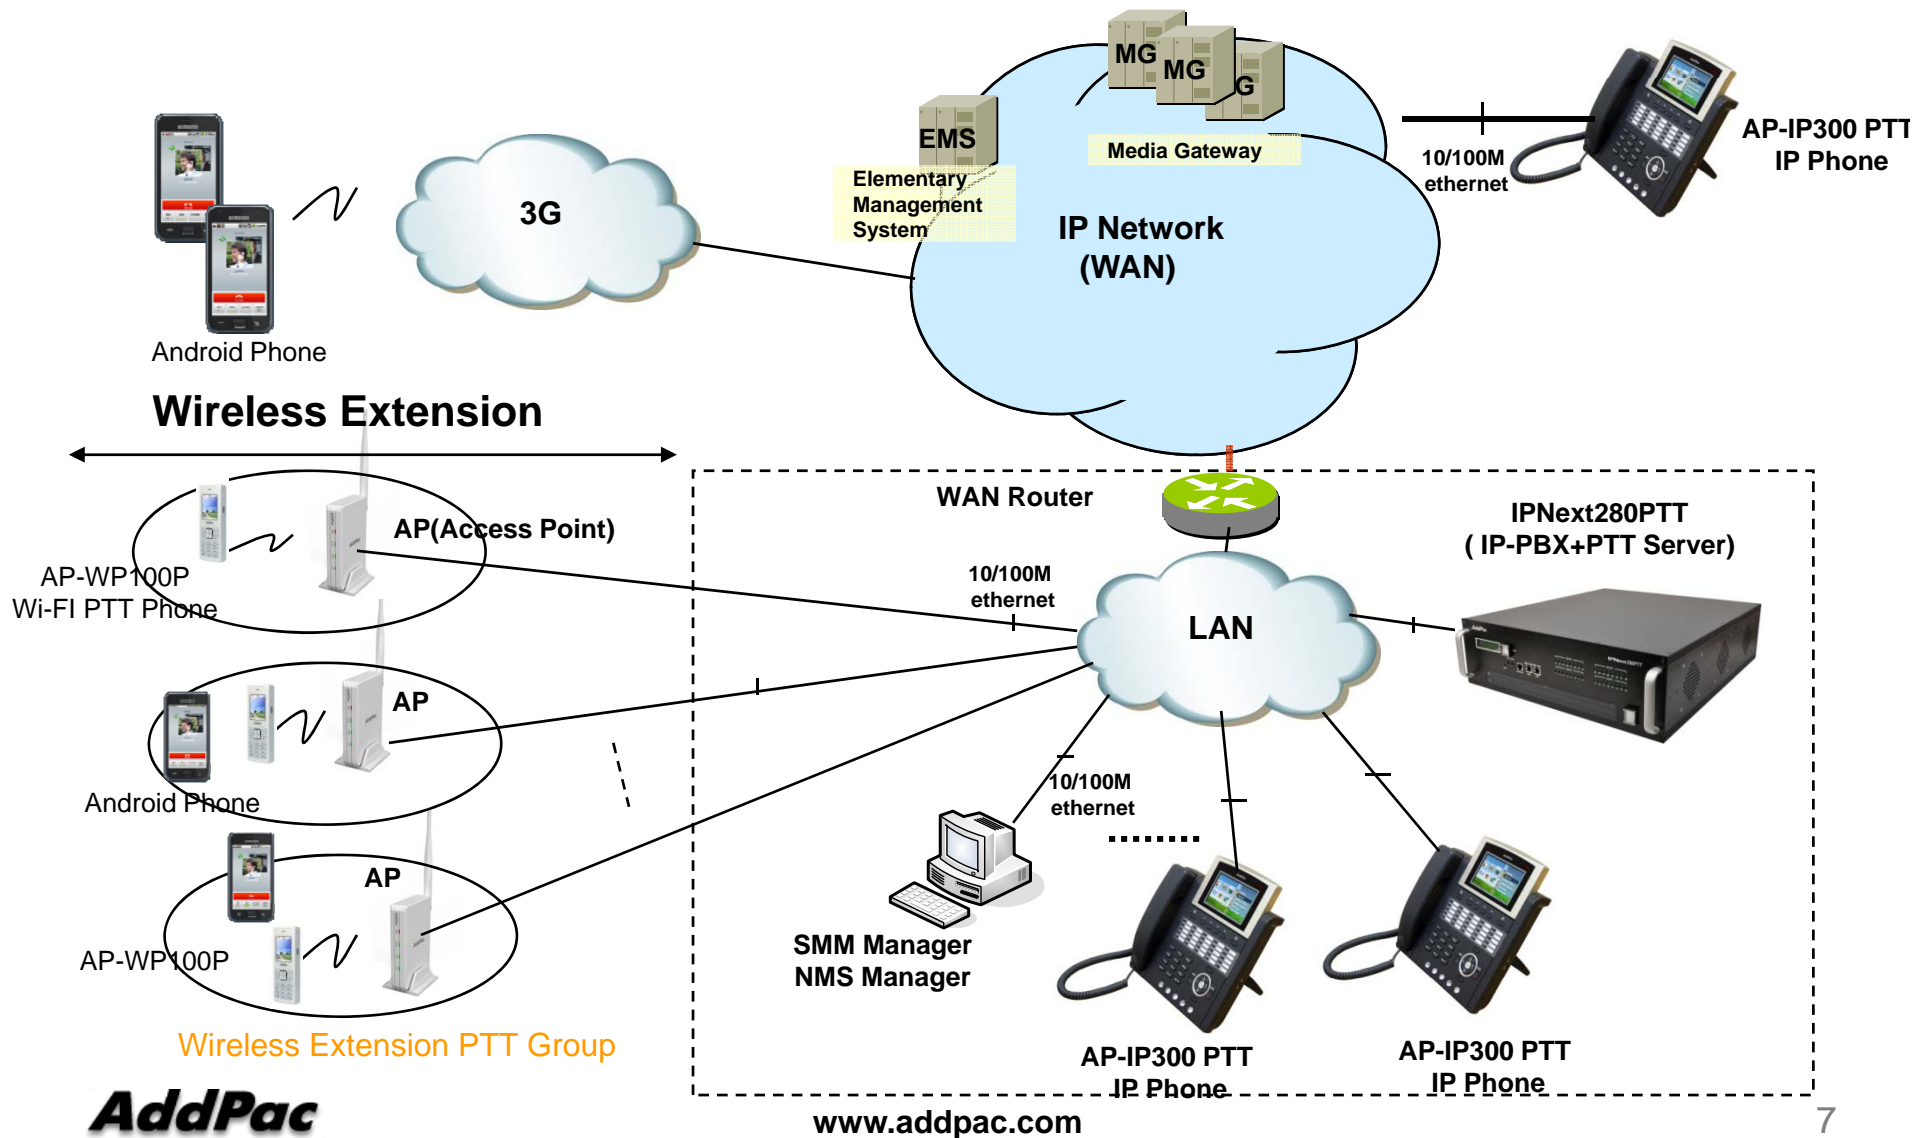 MG
MG
G
EMS
Media Gateway
Elementary
Management
System
IP Network
(WAN)
10/100M
ethernet
AP-IP300 PTT
IP Phone
3G
Android Phone
Wireless Extension
AP(Access Point)
AP-WP100P
Wi-FI PTT Phone
AP
Android Phone
AP
AP-WP100P
Wireless Extension PTT Group
WAN Router
IPNext280PTT
( IP-PBX+PTT Server)
10/100M
ethernet
LAN
AddPac
IPNext280PTT
10/100M
ethernet
SMM Manager
NMS Manager
AP-IP300 PTT
IP Phone
AP-IP300 PTT
IP Phone
AddPac
www.addpac.com
7